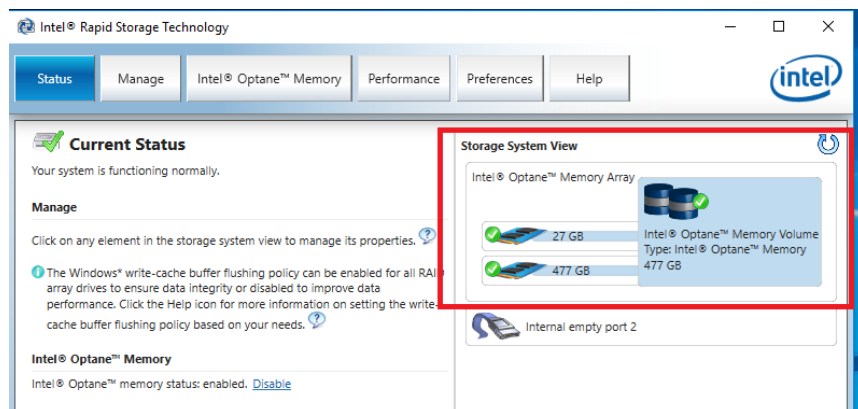 Intel® Rapid Storage Technology
Status
Manage
Intel® Optane™ Memory
Performance
Preferences
Help
intel
Current Status
Your system is functioning normally.
Manage
Click on any element in the storage system view to manage its properties.
The Windows* write-cache buffer flushing policy can be enabled for all RAID
array drives to ensure data integrity or disabled to improve
data
performance. Click the Help icon for more information on setting the write-
cache buffer flushing policy based on your needs.
Intel® Optane™ Memory
Intel® Optane™ memory status: enabled. Disable
Storage System View
Intel® Optane™ Memory Array
27 GB
477 GB
Intel® Optane™ Memory Volume
Type: Intel® Optane™ Memory
477 GB
Internal empty port 2